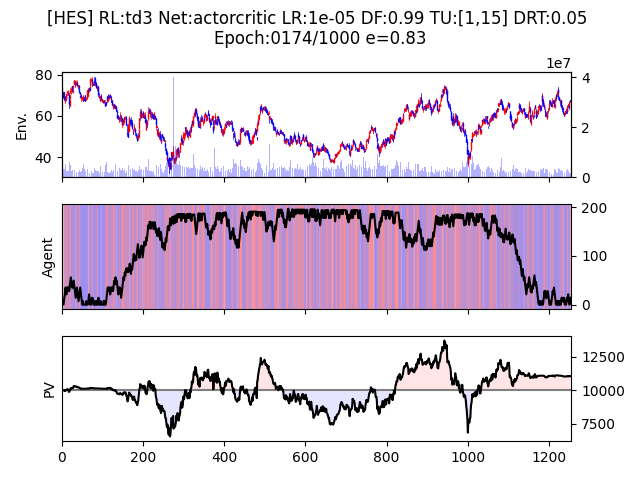 [HES] RL:td3 Net:actorcritic LR:1e-05 DF:0.99 TU:[1,15] DRT:0.05
Epoch:0174/1000 e=0.83
1e7
80
60
40
Env.
4
2
0
Agent
200
100
0
PV
12500
10000
7500
0 200 400 600 800 1000 1200